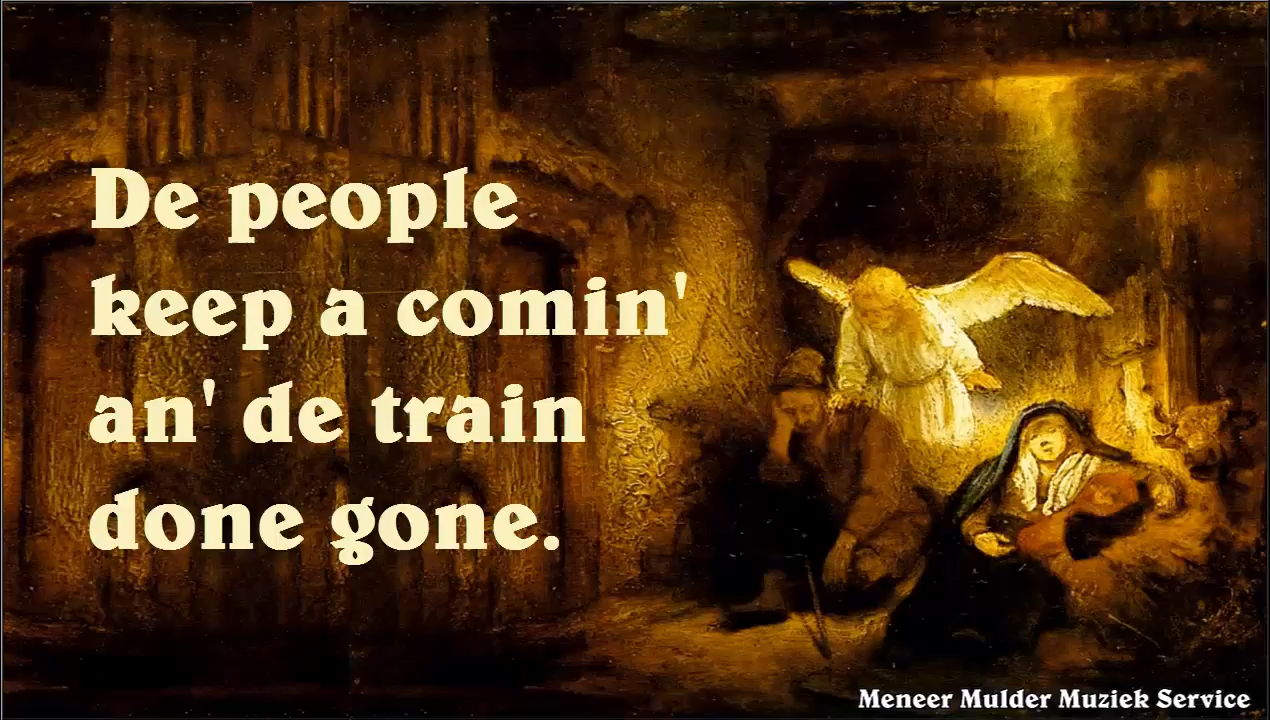 De people
keep a comin'
an' de train
done gone.
Meneer Mulder Muziek Service